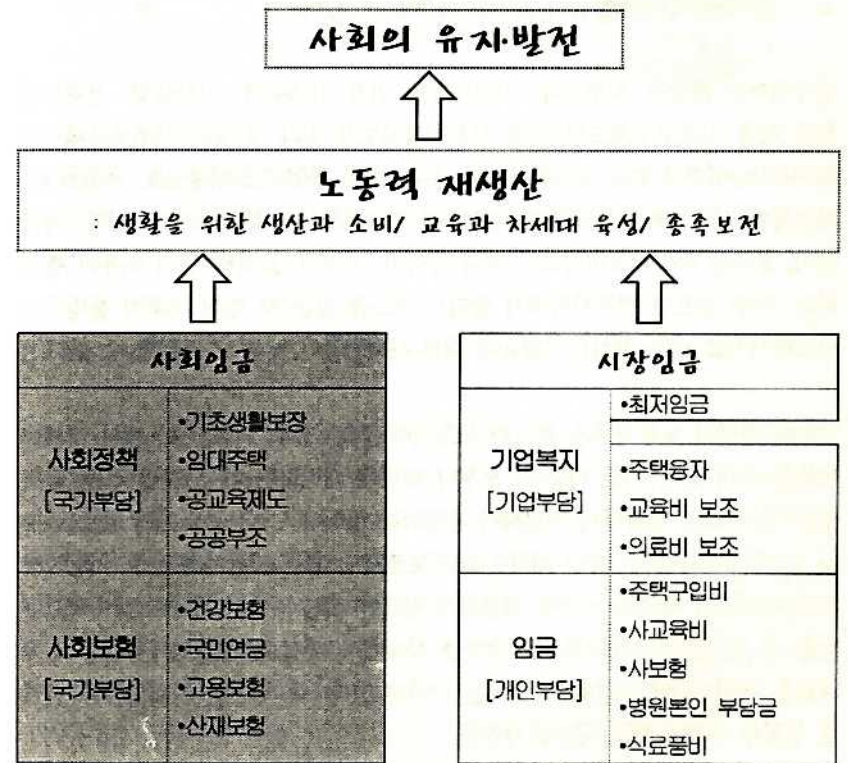 사회의 유지·발전
노동력 재생산
: 생활을 위한 생산과 소비/ 교육과 차세대 육성/ 종족보전
사회임금
사회정책
[국가부담]
•기초생활보장
•임대주택
•공교육제도
•공공부조
사회보험
[국가부담]
•건강보험
•국민연금
•고용보험
•산재보험
시장임금
기업복지
[기업부담]
•최저임금
•주택융자
•교육비 보조
•의료비 보조
임금
[개인부담]
•주택구입비
•사교육비
•사보험
•병원본인 부담금
•식료품비